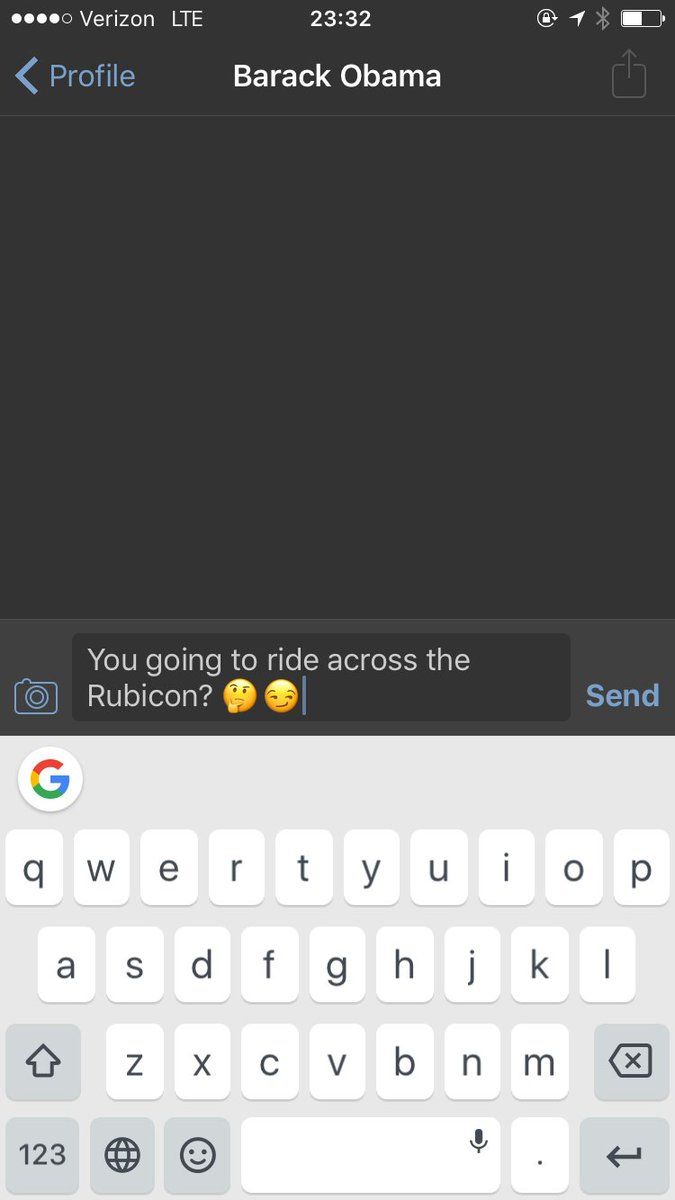 Verizon LTE 23:32
Profile Barack Obama
You going to ride across the
Rubicon? 🤔😏
Send
G
q w e r t y u i o p
a s d f g h j k l
z x c v b n m
123 .